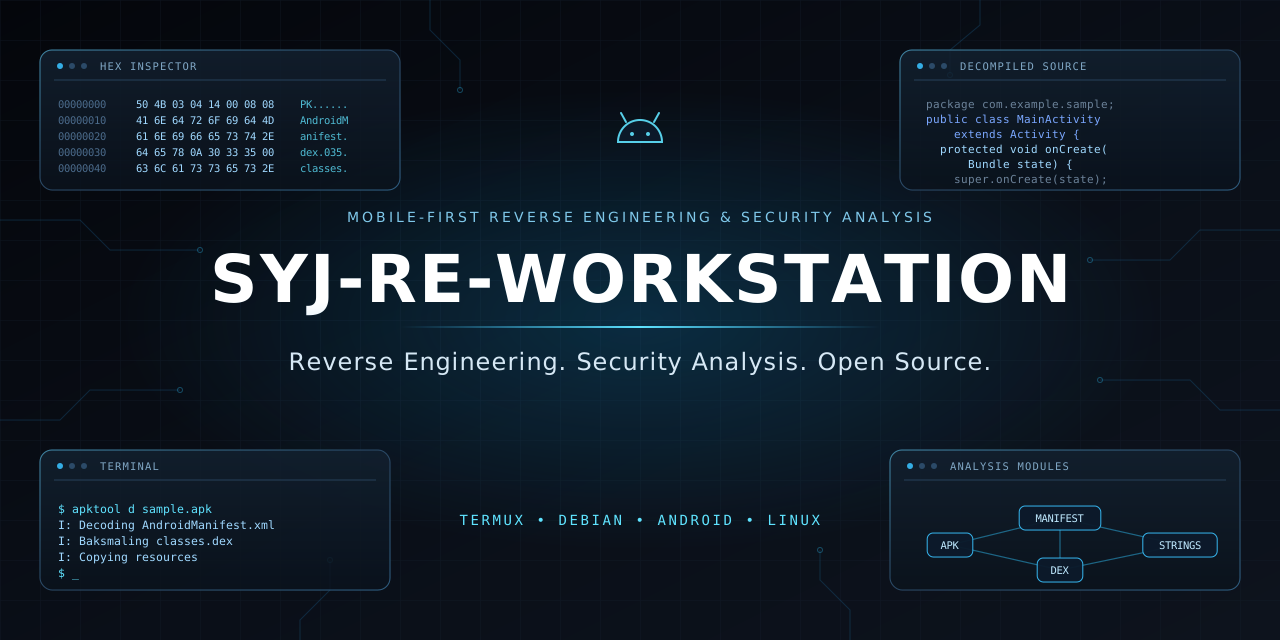 HEX INSPECTOR
00000000 50 4B 03 04 14 00 08 08 PK......
00000010 41 6E 64 72 6F 69 64 4D AndroidM
00000020 61 6E 69 66 65 73 74 2E anifest.
00000030 64 65 78 0A 30 33 35 00 dex.035.
00000040 63 6C 61 73 73 65 73 2E classes.
DECOMPILED SOURCE
package com.example.sample;
public class MainActivity
extends Activity {
protected void onCreate(
Bundle state) {
super.onCreate(state);
MOBILE-FIRST REVERSE ENGINEERING & SECURITY ANALYSIS
SYJ-RE-WORKSTATION
Reverse Engineering. Security Analysis. Open Source.
TERMINAL
$ apktool d sample.apk
I: Decoding AndroidManifest.xml
I: Baksmaling classes.dex
I: Copying resources
$ _
TERMUX • DEBIAN • ANDROID • LINUX
ANALYSIS MODULES
MANIFEST
APK
STRINGS
DEX